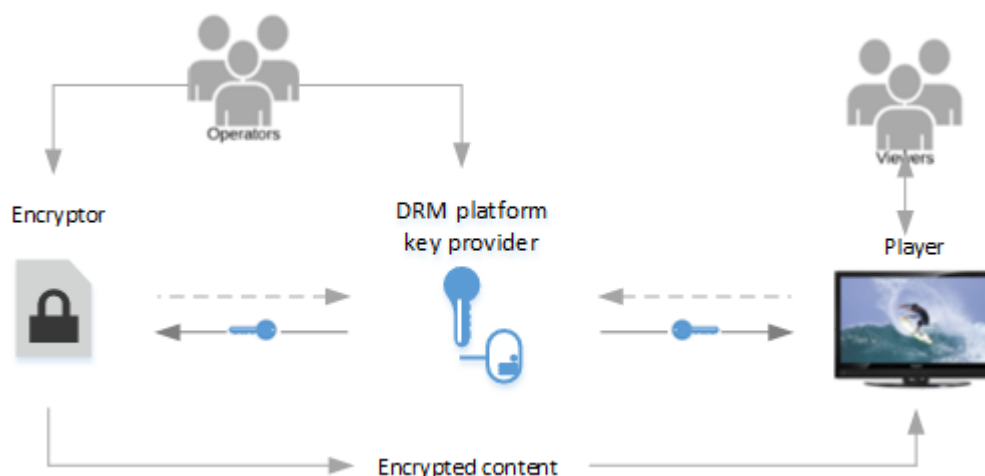 Operators
Viewers
Encryptor
DRM platform
key provider
Player
Encrypted content